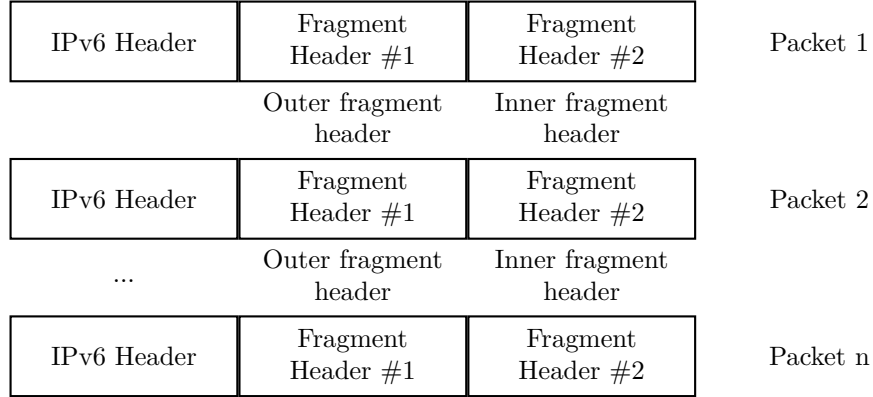 IPv6 Header
Fragment
Header #1
Fragment
Header #2
Packet 1
Outer fragment
header
Inner fragment
header
IPv6 Header
Fragment
Header #1
Fragment
Header #2
Packet 2
...
Outer fragment
header
Inner fragment
header
IPv6 Header
Fragment
Header #1
Fragment
Header #2
Packet n